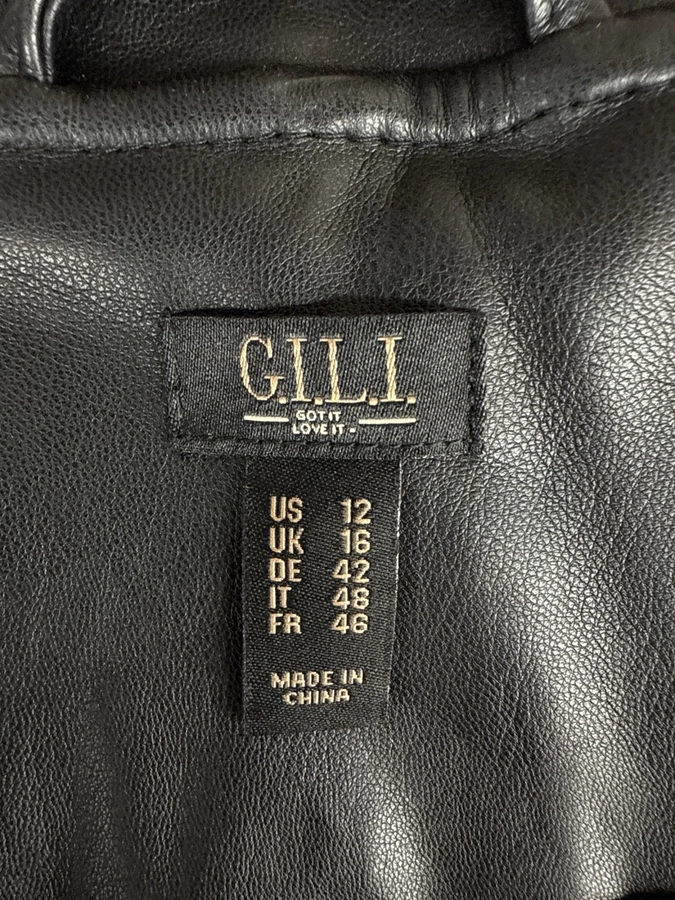 G.I.L.I.
GOT IT
LOVE IT
US 12
UK 16
DE 42
IT 48
FR 46
MADE IN
CHINA